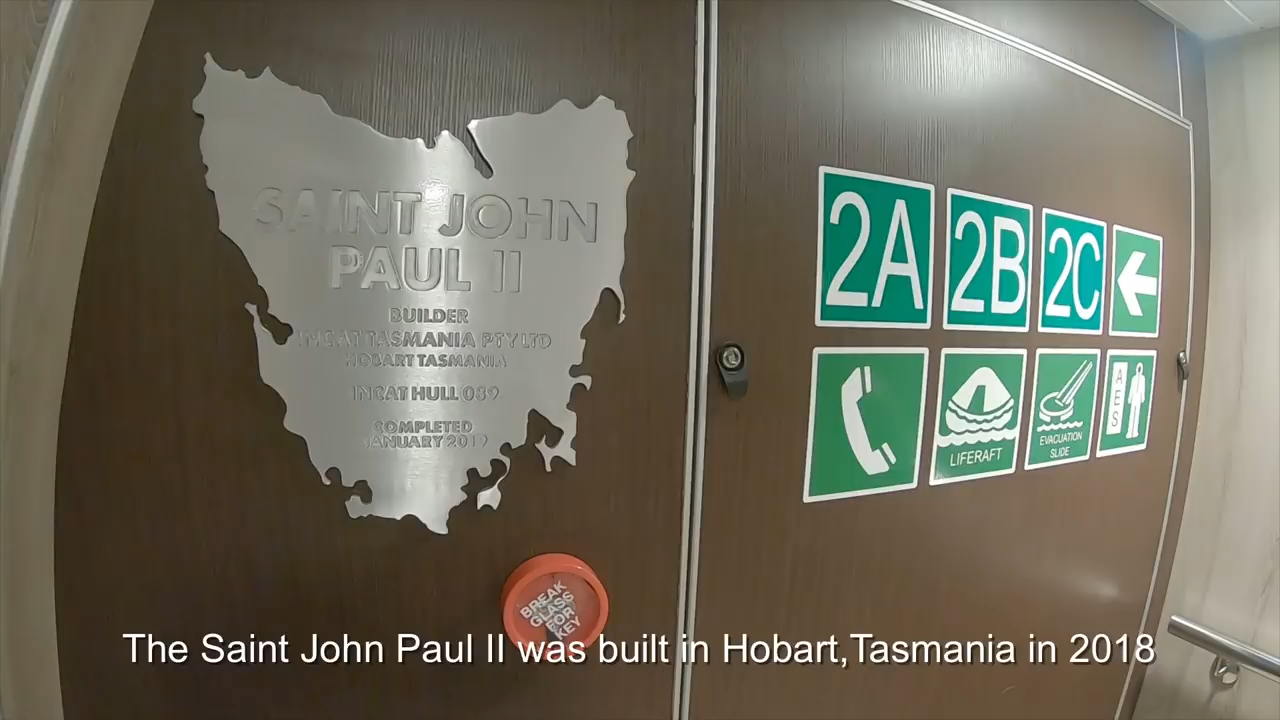 SAINT JOHN
PAUL II
BUILDER
INCAT TASMANIA PTY LTD
HOBART TASMANIA
INCAT HULL 089
COMPLETED
JANUARY 2019
2A 2B 2C
LIFERAFT
EVACUATION
SLIDE
AES
BREAK
GLASS
FOR
KEY
The Saint John Paul II was built in Hobart,Tasmania in 2018